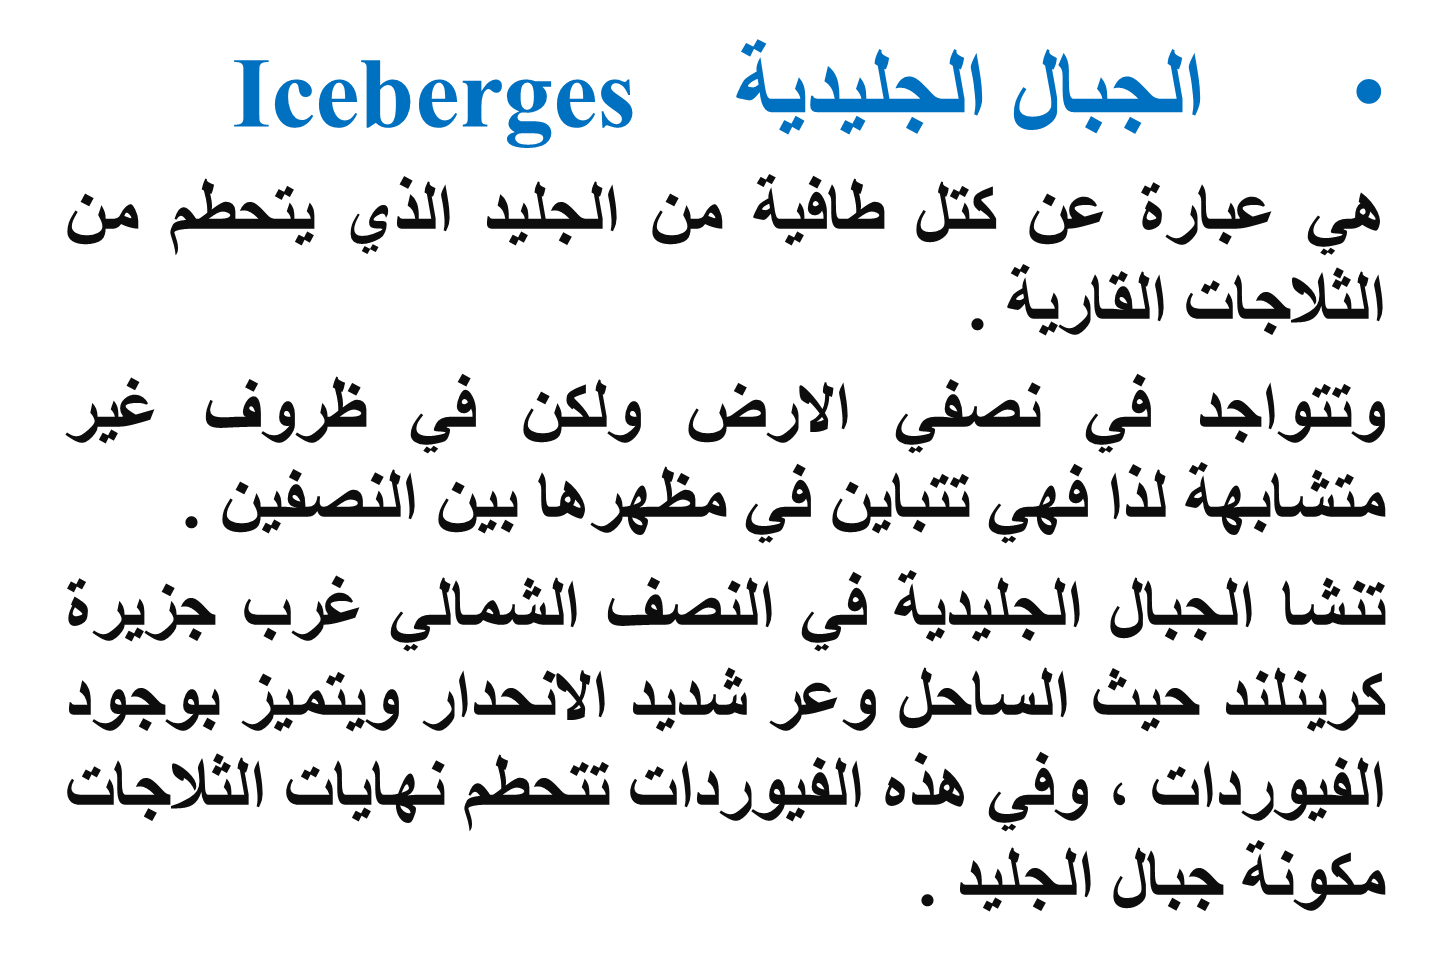 • الجبال الجليدية Iceberges
هي عبارة عن كتل طافية من الجليد الذي يتحطم من
الثلاجات القارية .
وتتواجد في نصفي الارض ولكن في ظروف غير
متشابهة لذا فهي تتباين في مظهرها بين النصفين .
تنشا الجبال الجليدية في النصف الشمالي غرب جزيرة
كرينلند حيث الساحل وعر شديد الانحدار ويتميز بوجود
الفيوردات ، وفي هذه الفيوردات تتحطم نهايات الثلاجات
مكونة جبال الجليد .